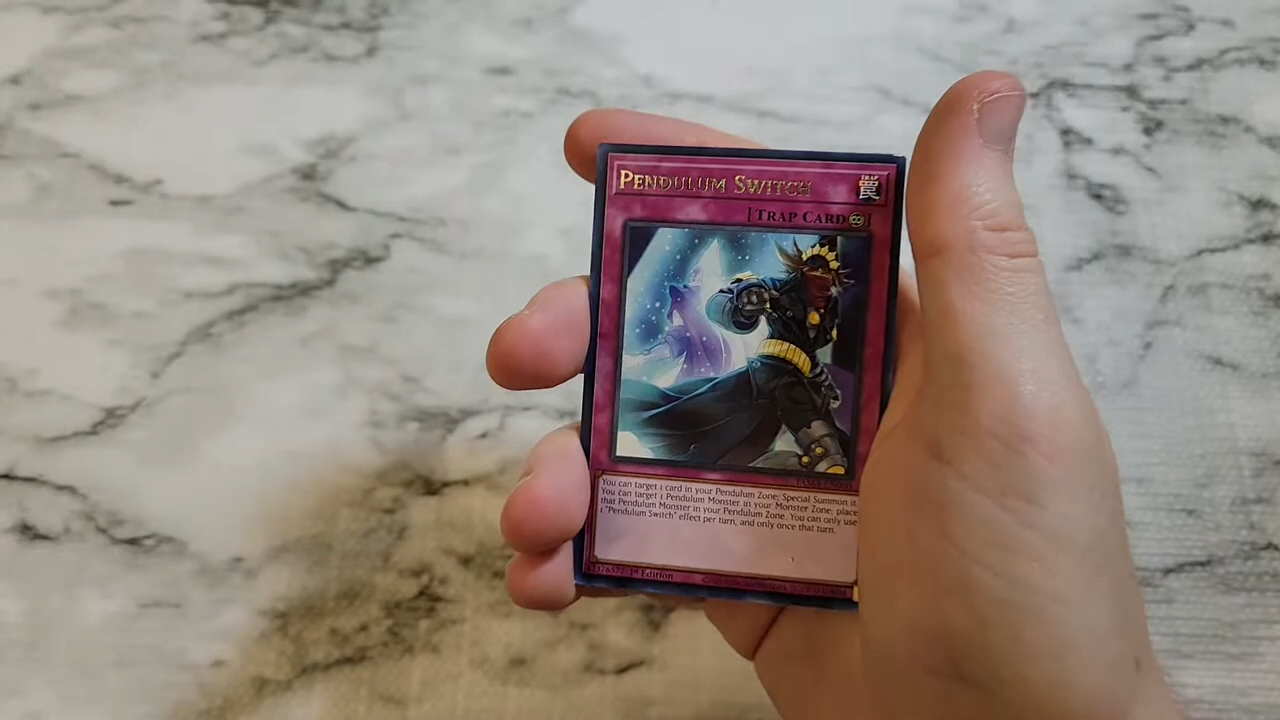 PENDULUM SWITCH
TRAP
罠
[TRAP CARD]
You can target 1 card in your Pendulum Zone; Special Summon it.
You can target 1 Pendulum Monster in your Monster Zone; place
that Pendulum Monster in your Pendulum Zone. You can only use
1 "Pendulum Switch" effect per turn, and only once that turn.
1st Edition